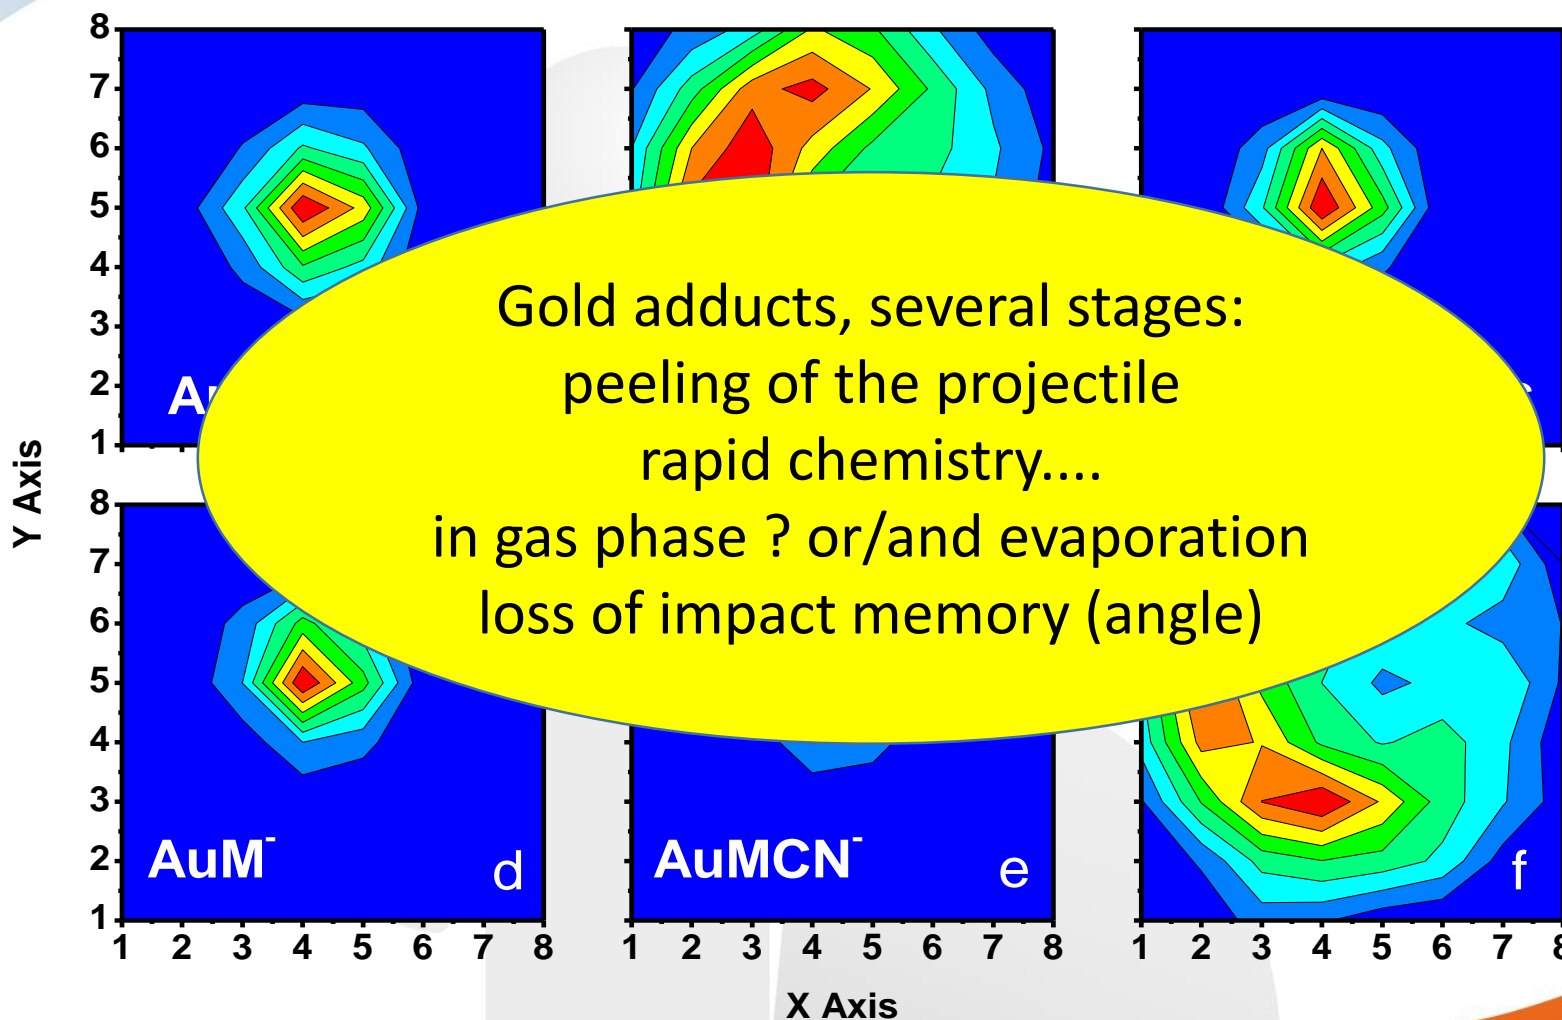 8
7
6
5
4
3
2
1
Gold adducts, several stages:
peeling of the projectile
rapid chemistry....
in gas phase ? or/and evaporation
loss of impact memory (angle)
Y Axis
8
7
6
5
4
3
2
1
AuM⁻ d
AuMCN⁻ e
f
1 2 3 4 5 6 7 8
1 2 3 4 5 6 7 8
1 2 3 4 5 6 7 8
X Axis